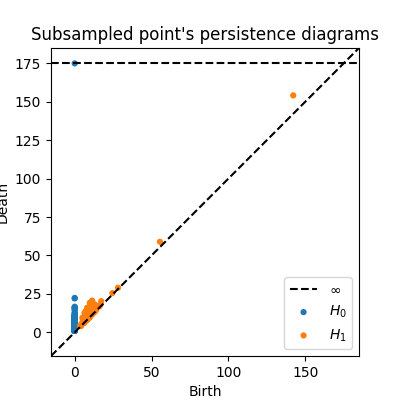 Subsampled point's persistence diagrams
175
150
125
100
75
50
25
0
Death
∞
H₀
H₁
0 50 100 150
Birth